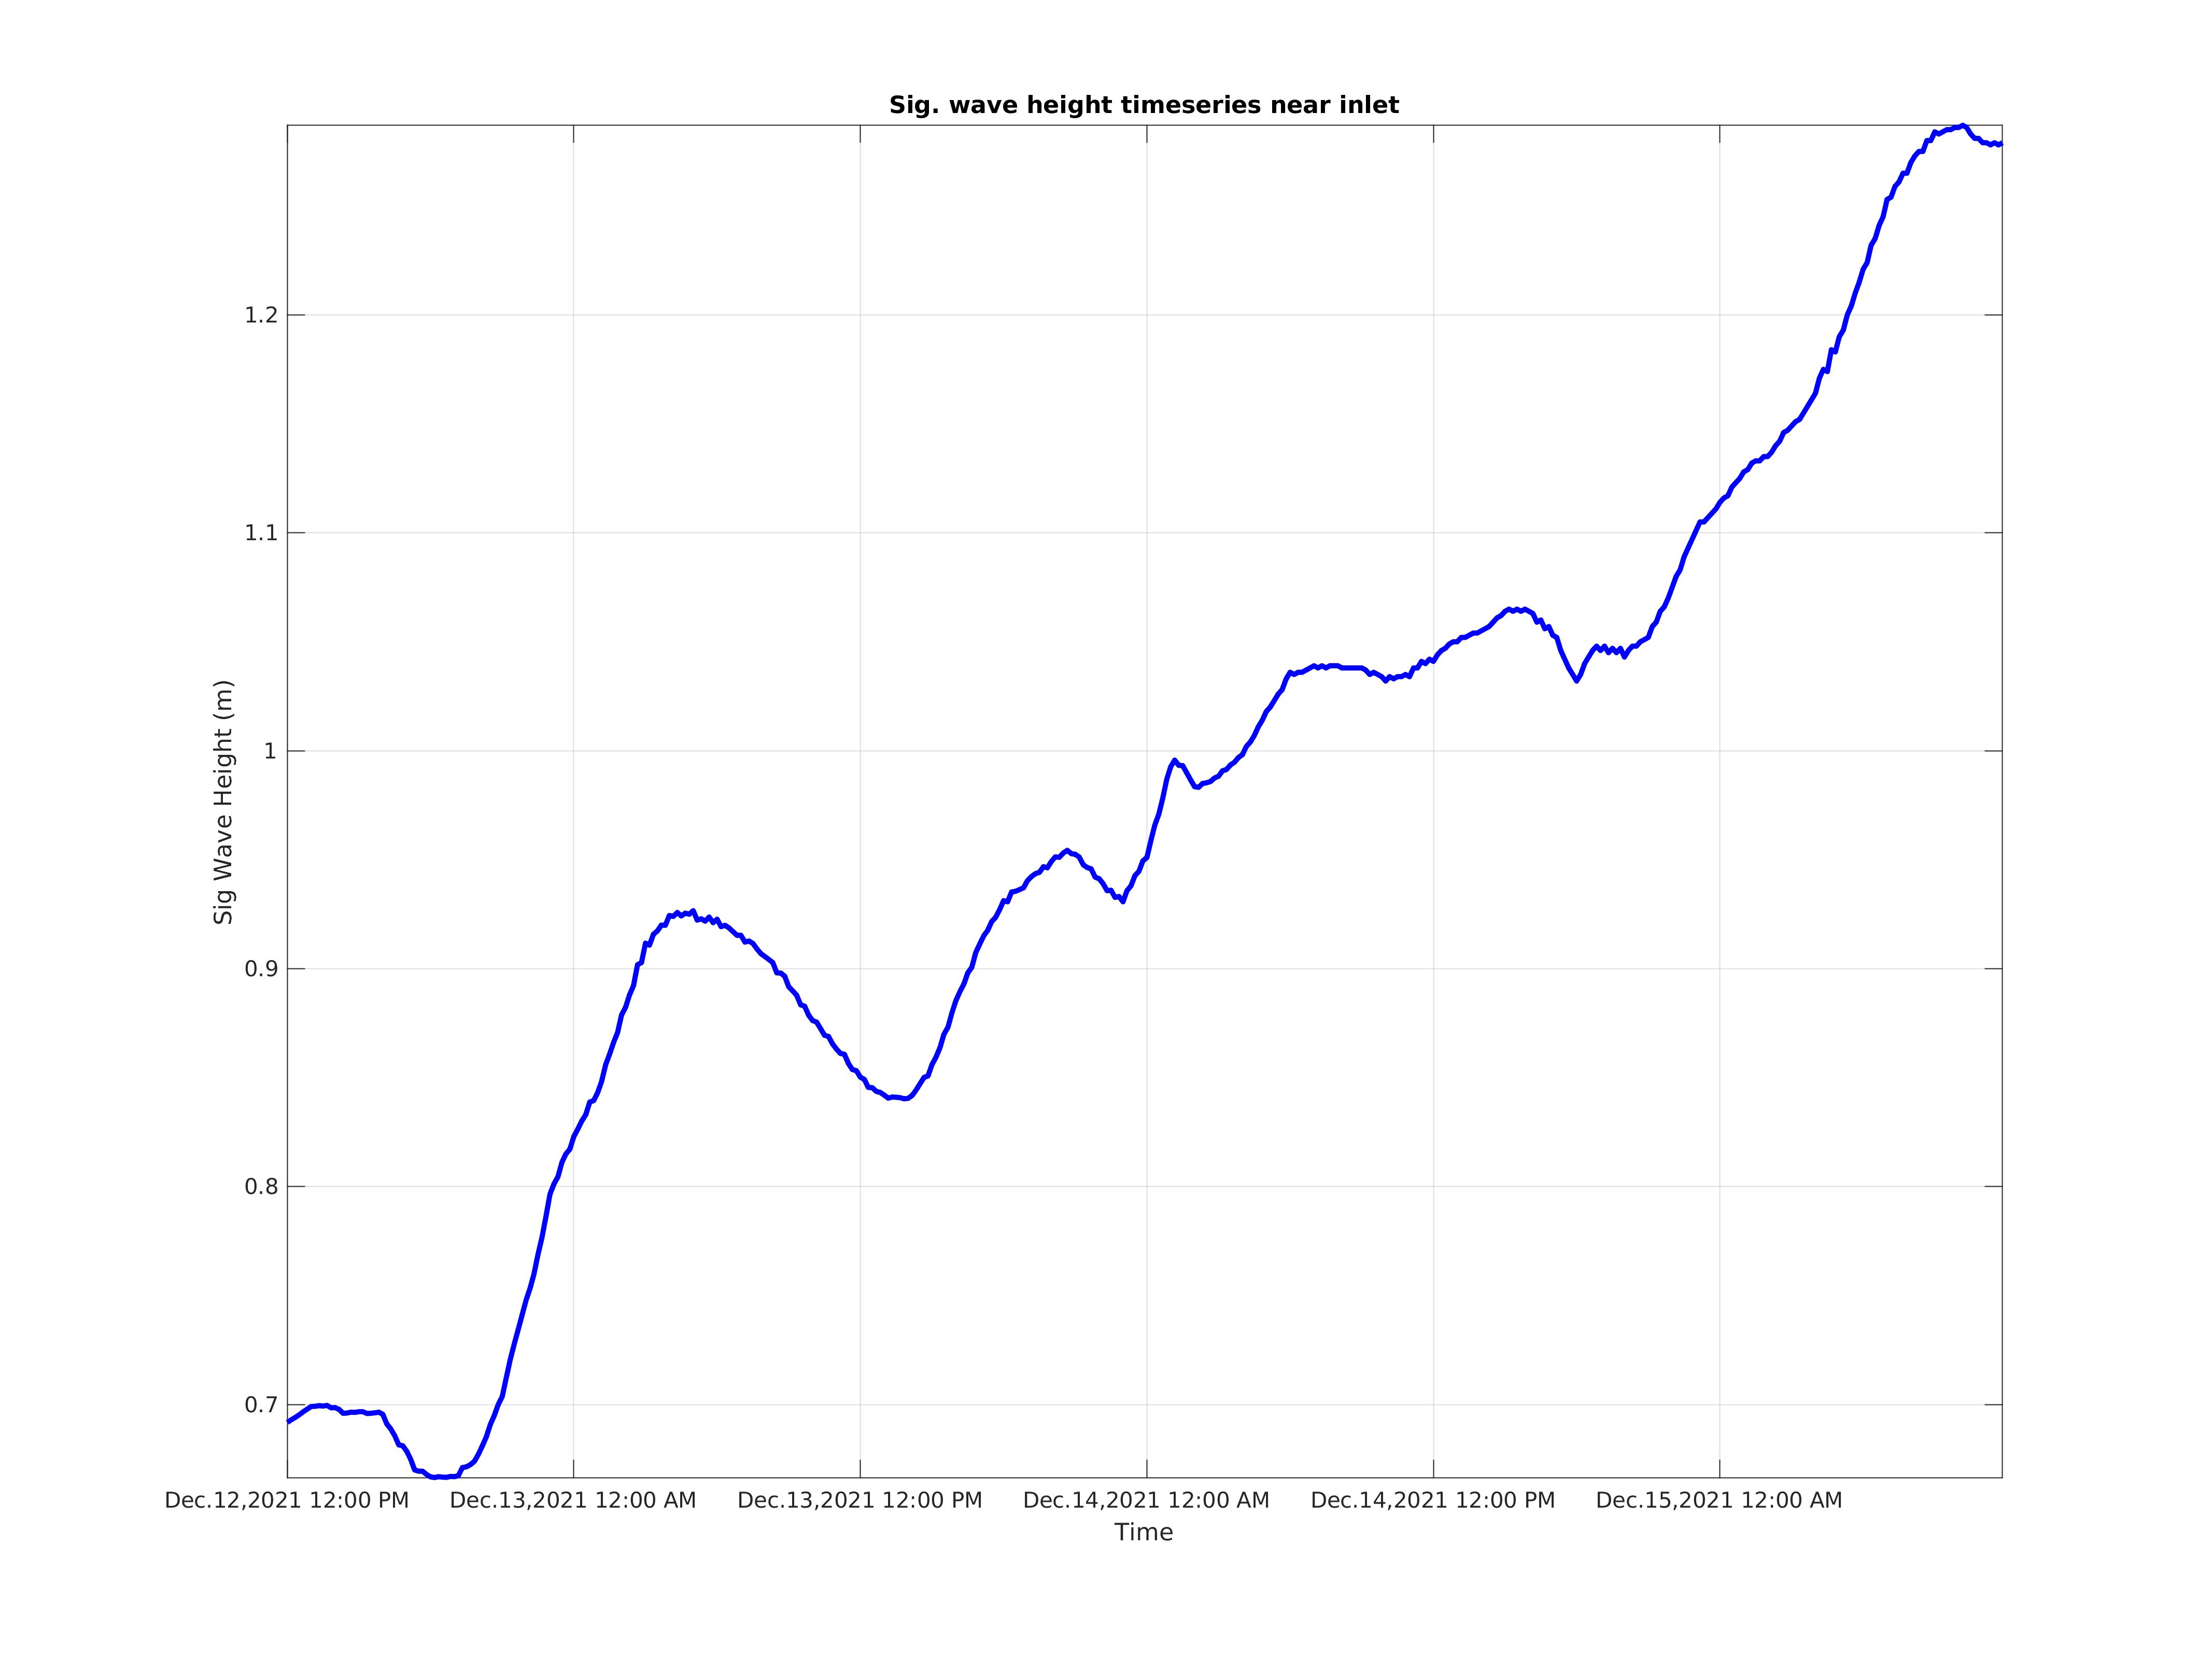 Sig. wave height timeseries near inlet
Sig Wave Height (m)
1.2
1.1
1
0.9
0.8
0.7
Dec.12,2021 12:00 PM
Dec.13,2021 12:00 AM
Dec.13,2021 12:00 PM
Dec.14,2021 12:00 AM
Dec.14,2021 12:00 PM
Dec.15,2021 12:00 AM
Time